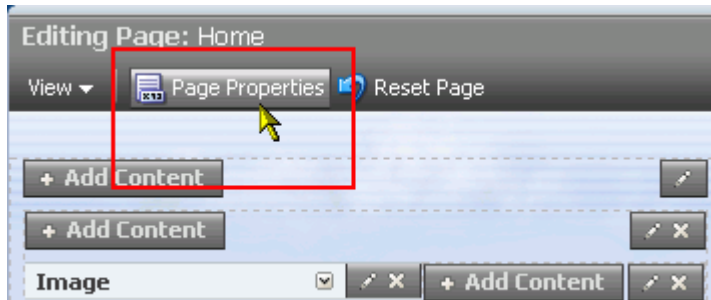 Editing Page: Home
View Page Properties Reset Page
+ Add Content
+ Add Content
Image + Add Content